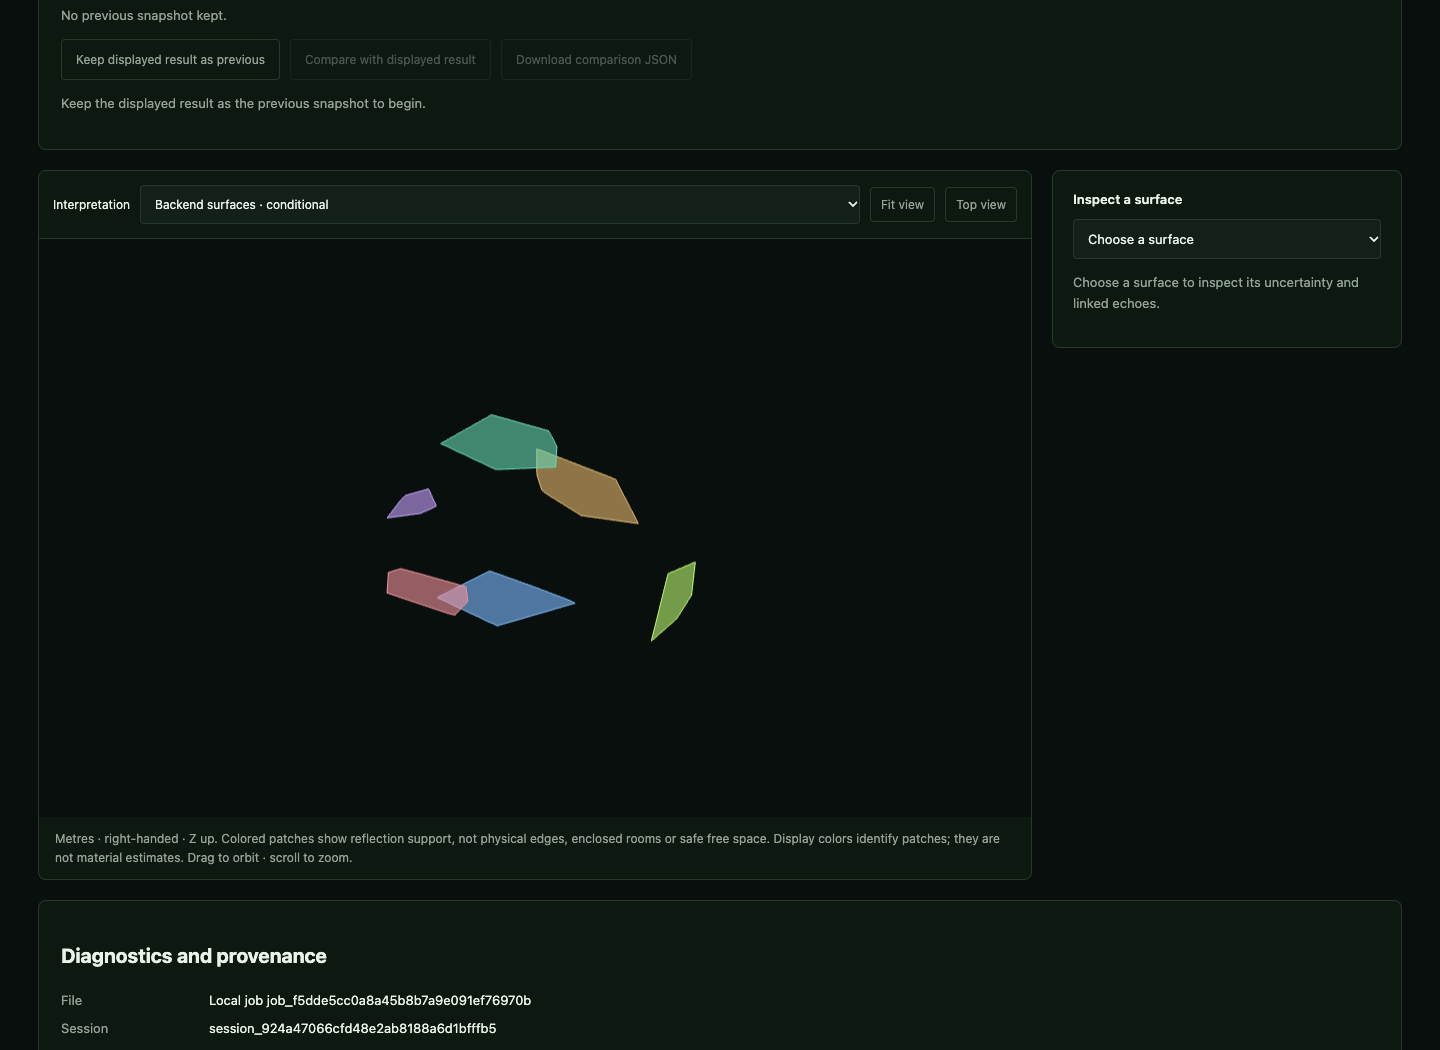 No previous snapshot kept.
Keep displayed result as previous
Compare with displayed result
Download comparison JSON
Keep the displayed result as the previous snapshot to begin.
Interpretation
Backend surfaces · conditional
Fit view
Top view
Inspect a surface
Choose a surface
Choose a surface to inspect its uncertainty and
linked echoes.
Metres · right-handed · Z up. Colored patches show reflection support, not physical edges, enclosed rooms or safe free space. Display colors identify patches; they are
not material estimates. Drag to orbit · scroll to zoom.
Diagnostics and provenance
File
Local job job_f5dde5cc0a8a45b8b7a9e091ef76970b
Session
session_924a47066cfd48e2ab8188a6d1bfffb5